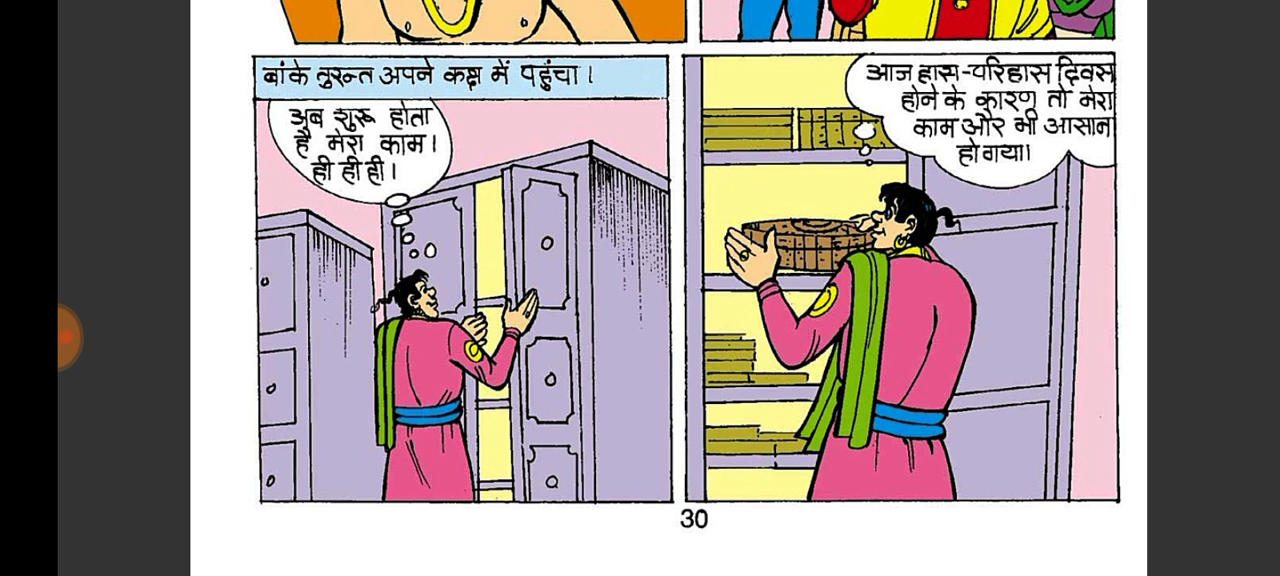 बांके तुरन्त अपने कक्ष में पहुंचा।
अब शुरू होता
है मेरा काम।
ही ही ही।
आज हास-परिहास दिवस
होने के कारण तो मेरा
काम और भी आसान
हो गया।
30